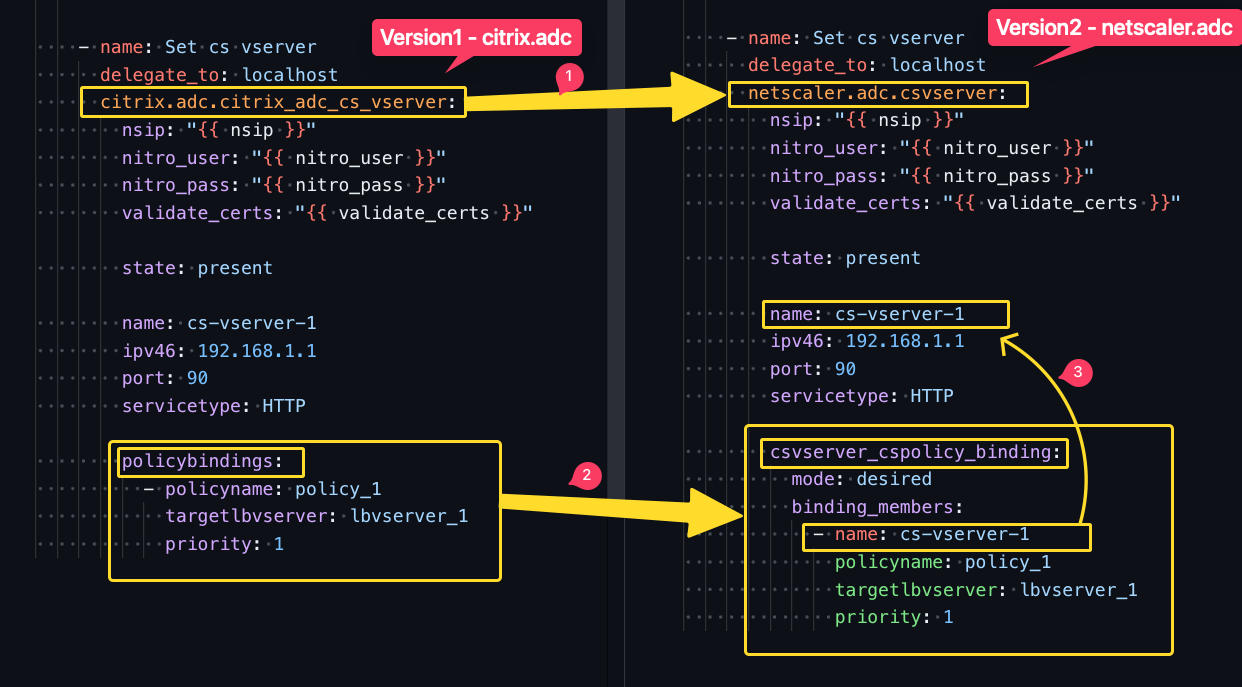 Version1 - citrix.adc
- name: Set cs vserver
delegate_to: localhost
citrix.adc.citrix_adc_cs_vserver:
nsip: "{{ nsip }}"
nitro_user: "{{ nitro_user }}"
nitro_pass: "{{ nitro_pass }}"
validate_certs: "{{ validate_certs }}"
state: present
name: cs-vserver-1
ipv46: 192.168.1.1
port: 90
servicetype: HTTP
policybindings:
- policyname: policy_1
targetlbvserver: lbvserver_1
priority: 1
1
2
Version2 - netscaler.adc
- name: Set cs vserver
delegate_to: localhost
netscaler.adc.csvserver:
nsip: "{{ nsip }}"
nitro_user: "{{ nitro_user }}"
nitro_pass: "{{ nitro_pass }}"
validate_certs: "{{ validate_certs }}"
state: present
name: cs-vserver-1
ipv46: 192.168.1.1
port: 90
servicetype: HTTP
3
csvserver_cspolicy_binding:
mode: desired
binding_members:
- name: cs-vserver-1
policyname: policy_1
targetlbvserver: lbvserver_1
priority: 1